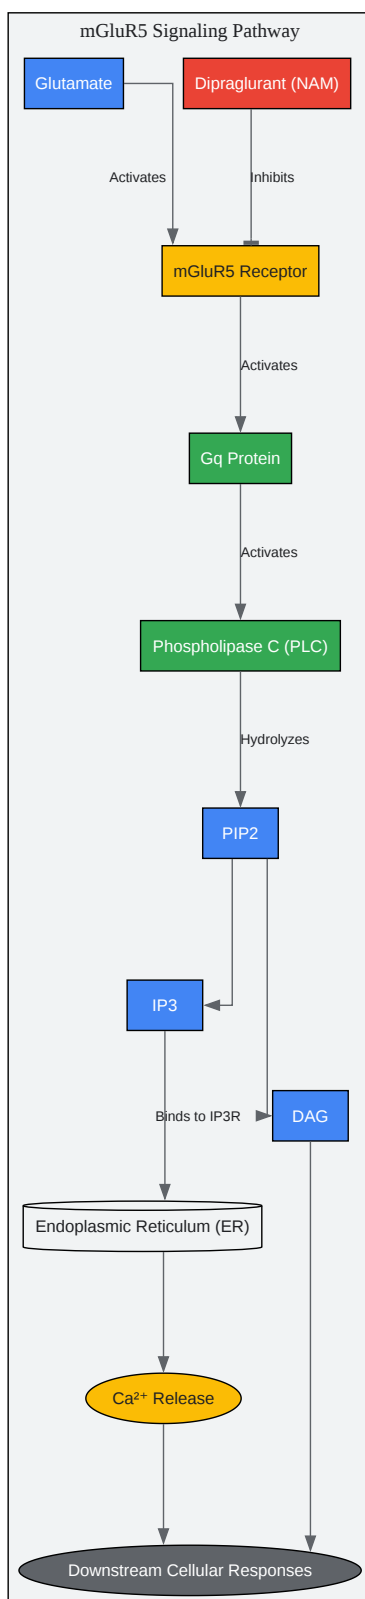 mGluR5 Signaling Pathway
Glutamate
Dipraglurant (NAM)
Activates
Inhibits
mGluR5 Receptor
Activates
Gq Protein
Activates
Phospholipase C (PLC)
Hydrolyzes
PIP2
IP3
Binds to IP3R
DAG
Endoplasmic Reticulum (ER)
Ca²⁺ Release
Downstream Cellular Responses